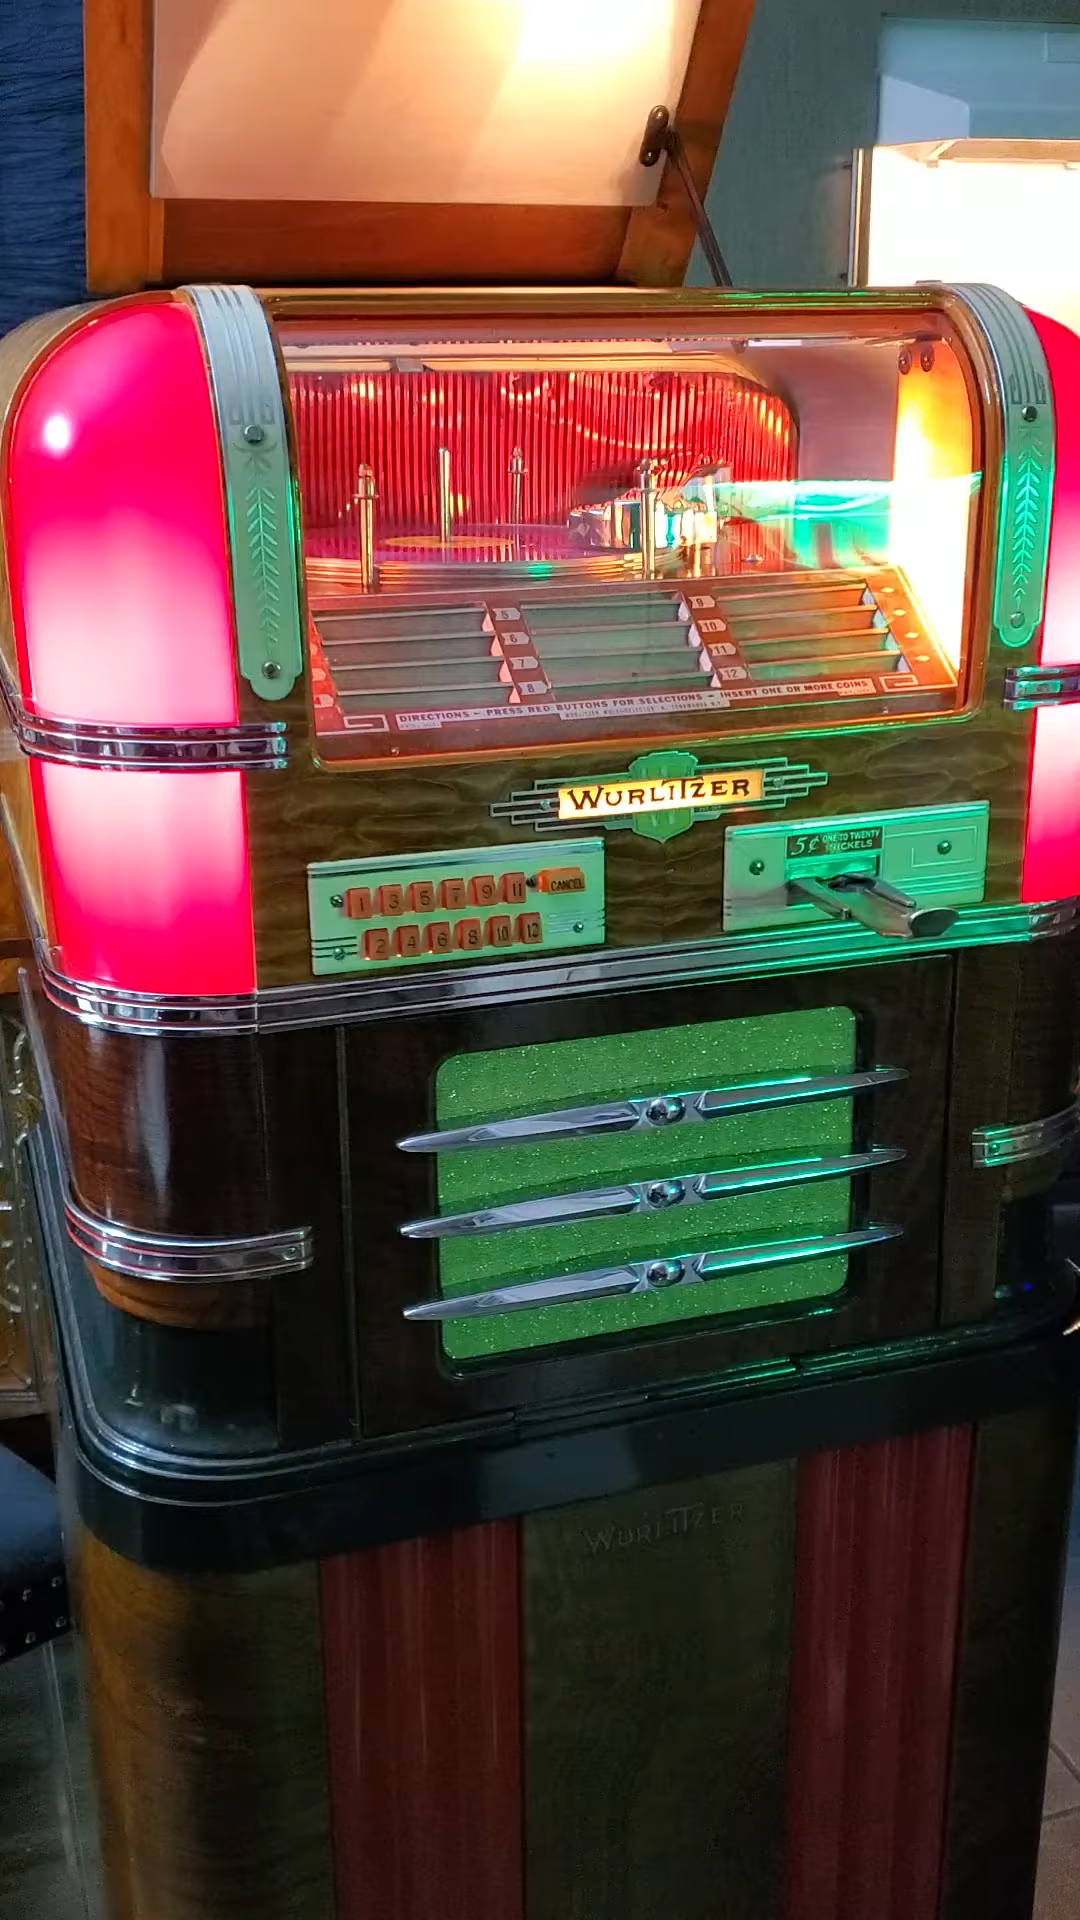 5
6
7
8
9
10
11
12
DIRECTIONS – PRESS RED BUTTONS FOR SELECTIONS – INSERT ONE OR MORE COINS
WURLITZER
5¢ ONE TO TWENTY
NICKELS
1 3 5 7 9 11 CANCEL
2 4 6 8 10 12
WURLITZER